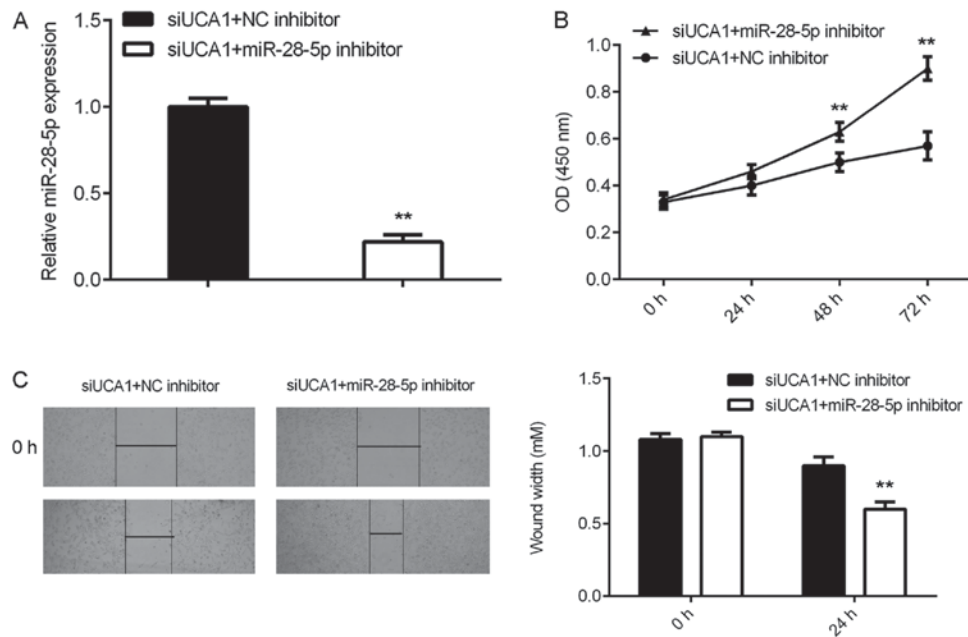 A
Relative miR-28-5p expression
1.5
1.0
0.5
0.0
siUCA1+NC inhibitor
siUCA1+miR-28-5p inhibitor
**
B
OD (450 nm)
1.0
0.8
0.6
0.4
0.2
0.0
siUCA1+miR-28-5p inhibitor
siUCA1+NC inhibitor
**
**
0 h
24 h
48 h
72 h
C
siUCA1+NC inhibitor
siUCA1+miR-28-5p inhibitor
0 h
Wound width (mM)
1.5
1.0
0.5
0.0
siUCA1+NC inhibitor
siUCA1+miR-28-5p inhibitor
**
0 h
24 h